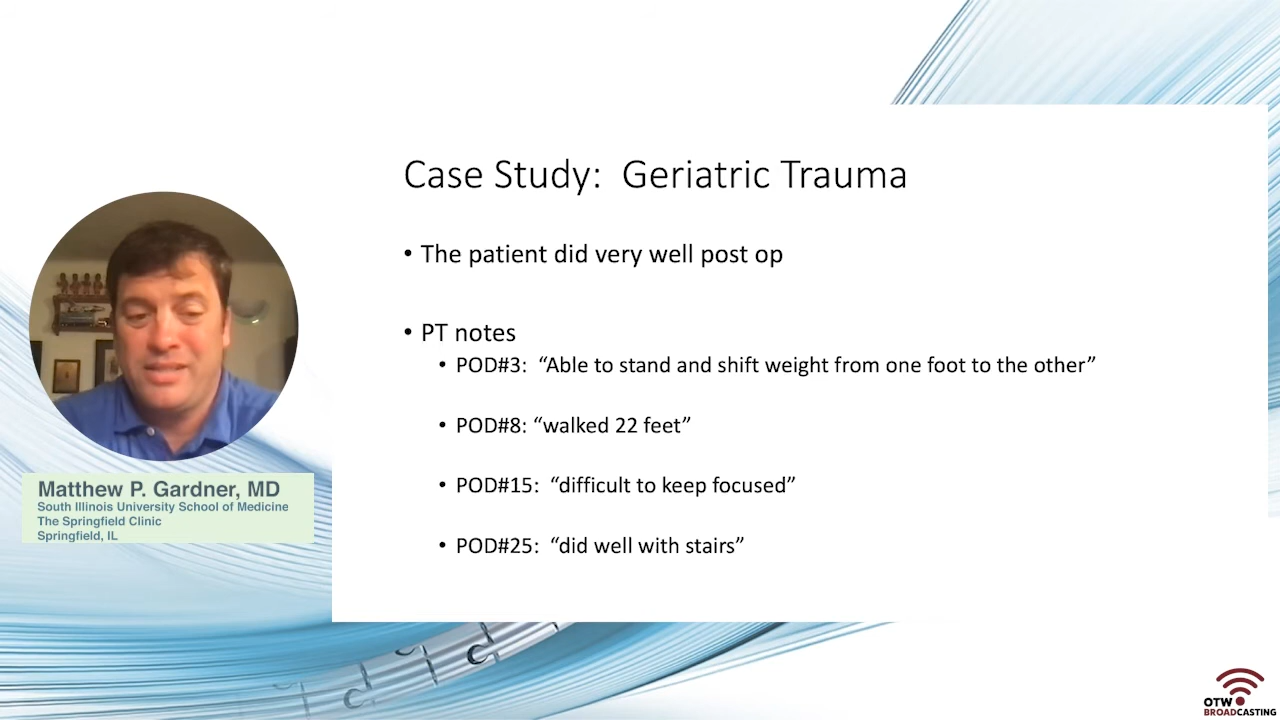 Case Study:  Geriatric Trauma
• The patient did very well post op
• PT notes
• POD#3:  “Able to stand and shift weight from one foot to the other”
• POD#8: “walked 22 feet”
• POD#15:  “difficult to keep focused”
• POD#25:  “did well with stairs”
Matthew P. Gardner, MD
South Illinois University School of Medicine
The Springfield Clinic
Springfield, IL
OTW
BROADCASTING